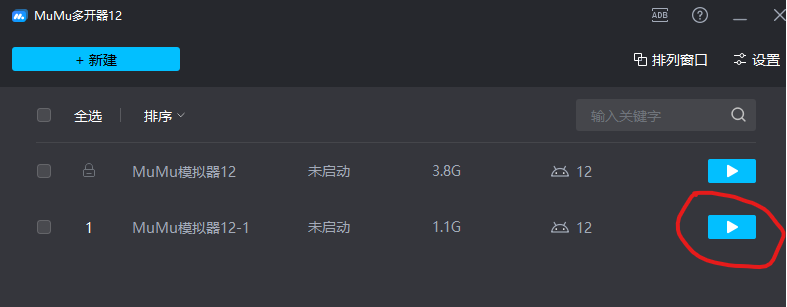 MuMu多开器12
ADB
+ 新建
排列窗口
设置
全选
排序
输入关键字
MuMu模拟器12 未启动 3.8G 12
1 MuMu模拟器12-1 未启动 1.1G 12